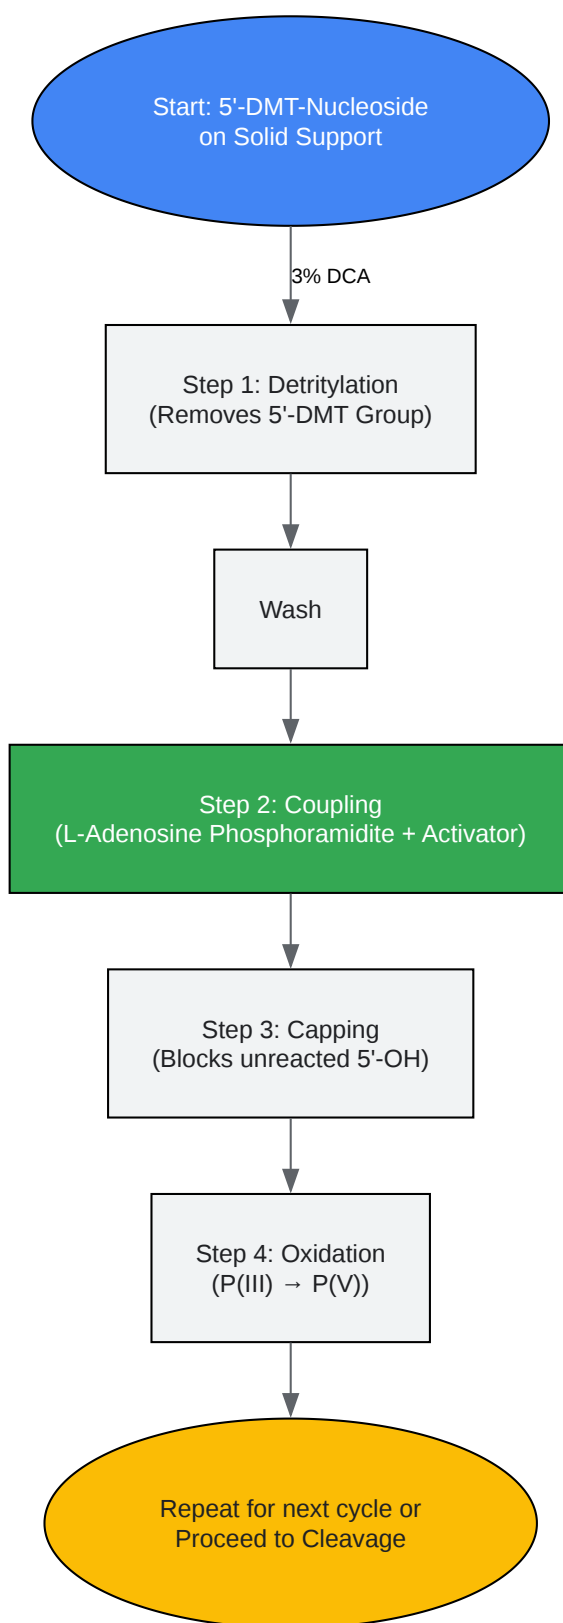 Start: 5'-DMT-Nucleoside
on Solid Support
3% DCA
Step 1: Detritylation
(Removes 5'-DMT Group)
Wash
Step 2: Coupling
(L-Adenosine Phosphoramidite + Activator)
Step 3: Capping
(Blocks unreacted 5'-OH)
Step 4: Oxidation
(P(III) → P(V))
Repeat for next cycle or
Proceed to Cleavage